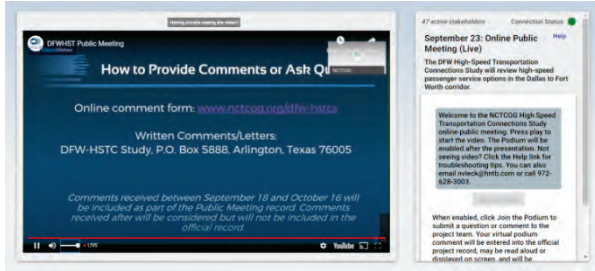 Having trouble seeing the video?
DFWHST Public Meeting
How to Provide Comments or Ask Qu
NCTCOG
Online comment form: www.nctcog.org/dfw-hstcs
Written Comments/Letters:
DFW-HSTC Study, P.O. Box 5888, Arlington, Texas 76005
Comments received between September 18 and October 16 will
be included as part of the Public Meeting record. Comments
received after will be considered but will not be included in the
official record.
LIVE
YouTube
47 active stakeholders Connection Status
September 23: Online Public Help
Meeting (Live)
The DFW High-Speed Transportation
Connections Study will review high-speed
passenger service options in the Dallas to Fort
Worth corridor.
Welcome to the NCTCOG High Speed
Transportation Connections Study
online public meeting. Press play to
start the video. The Podium will be
enabled after the presentation. Not
seeing video? Click the Help link for
troubleshooting tips. You can also
email nvleck@hntb.com or call 972-
628-3003.
When enabled, click Join the Podium to
submit a question or comment to the
project team. Your virtual podium
comment will be entered into the official
project record, may be read aloud or
displayed on screen, and will be